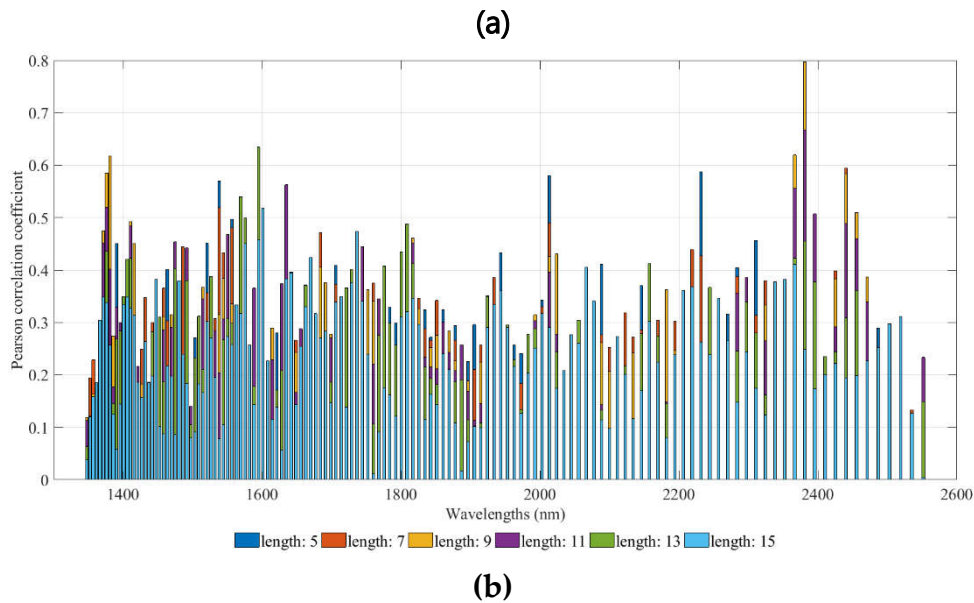 (a)
Pearson correlation coefficient
0.8
0.7
0.6
0.5
0.4
0.3
0.2
0.1
0
1400 1600 1800 2000 2200 2400 2600
Wavelengths (nm)
length: 5 length: 7 length: 9 length: 11 length: 13 length: 15
(b)